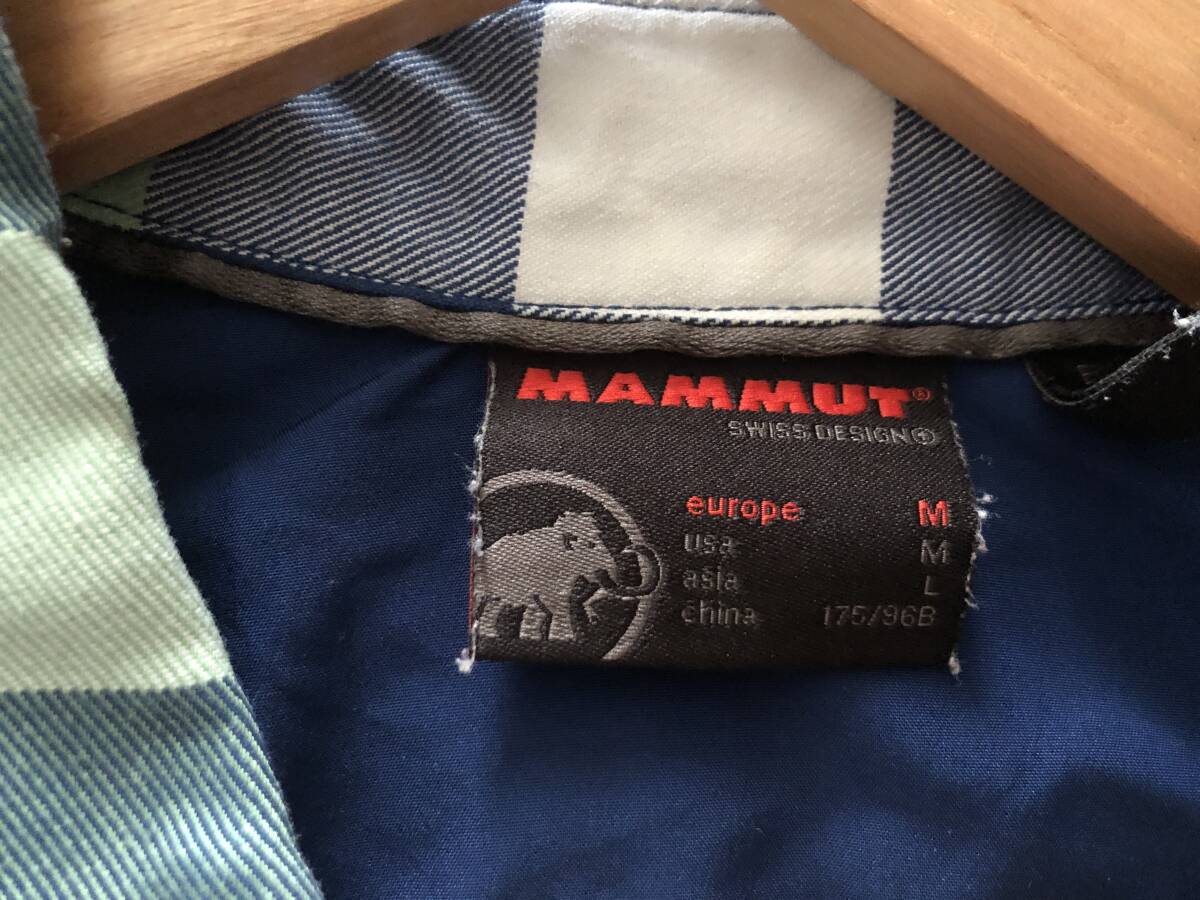 MAMMUT®
SWISS DESIGN
europe M
usa M
asia L
china 175/96B